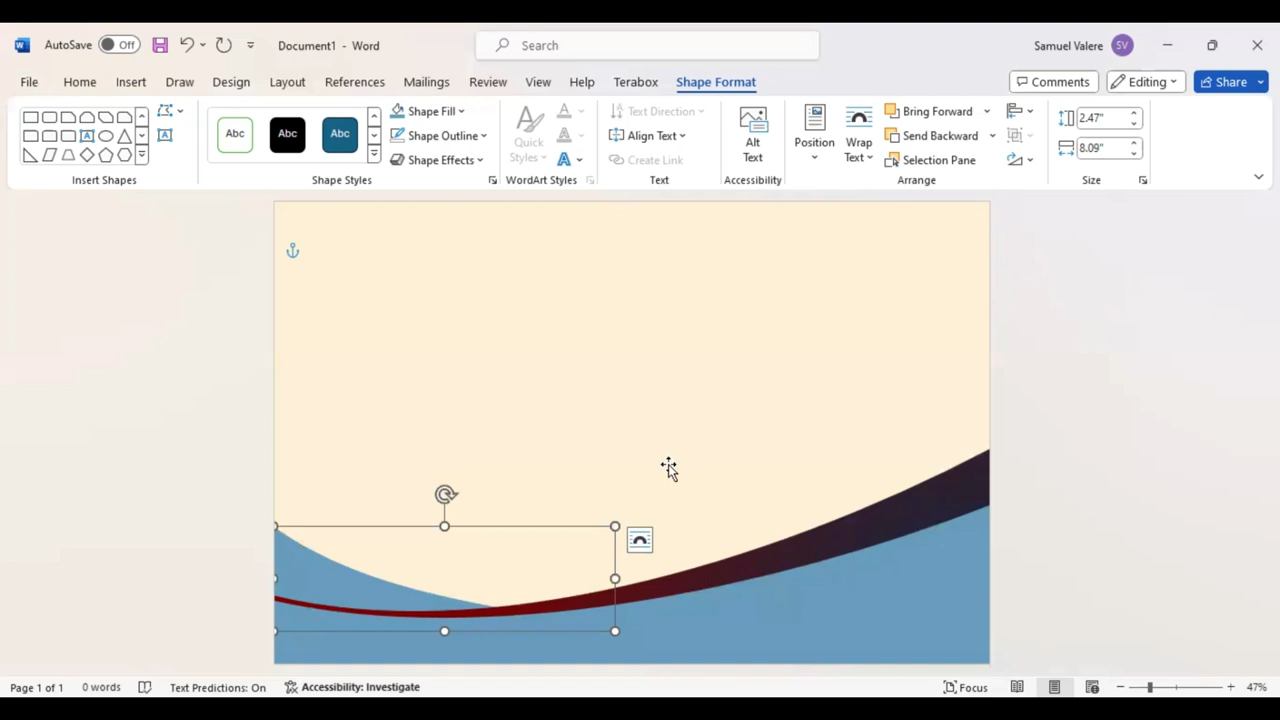 AutoSave Off Document1 - Word Search Samuel Valere SV
File Home Insert Draw Design Layout References Mailings Review View Help Terabox Shape Format Comments Editing Share
Abc Abc Abc
Shape Fill
Shape Outline
Shape Effects
Quick
Styles
Text Direction
Align Text
Create Link
Alt
Text
Position
Wrap
Text
Bring Forward
Send Backward
Selection Pane
2.47"
8.09"
Insert Shapes Shape Styles WordArt Styles Text Accessibility Arrange Size
Page 1 of 1 0 words Text Predictions: On Accessibility: Investigate Focus 47%